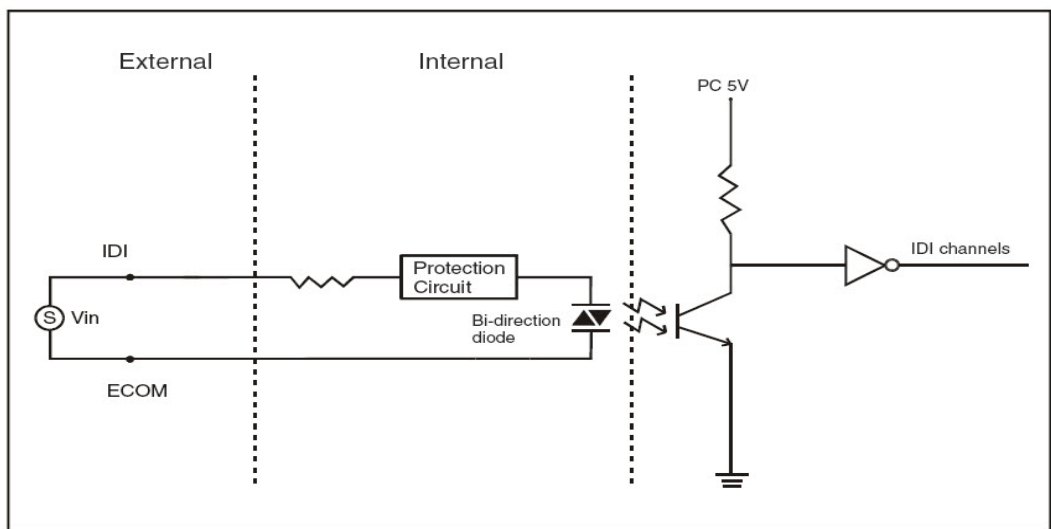 External
Internal
PC 5V
IDI
Protection
Circuit
IDI channels
S
Vin
Bi-direction
diode
ECOM